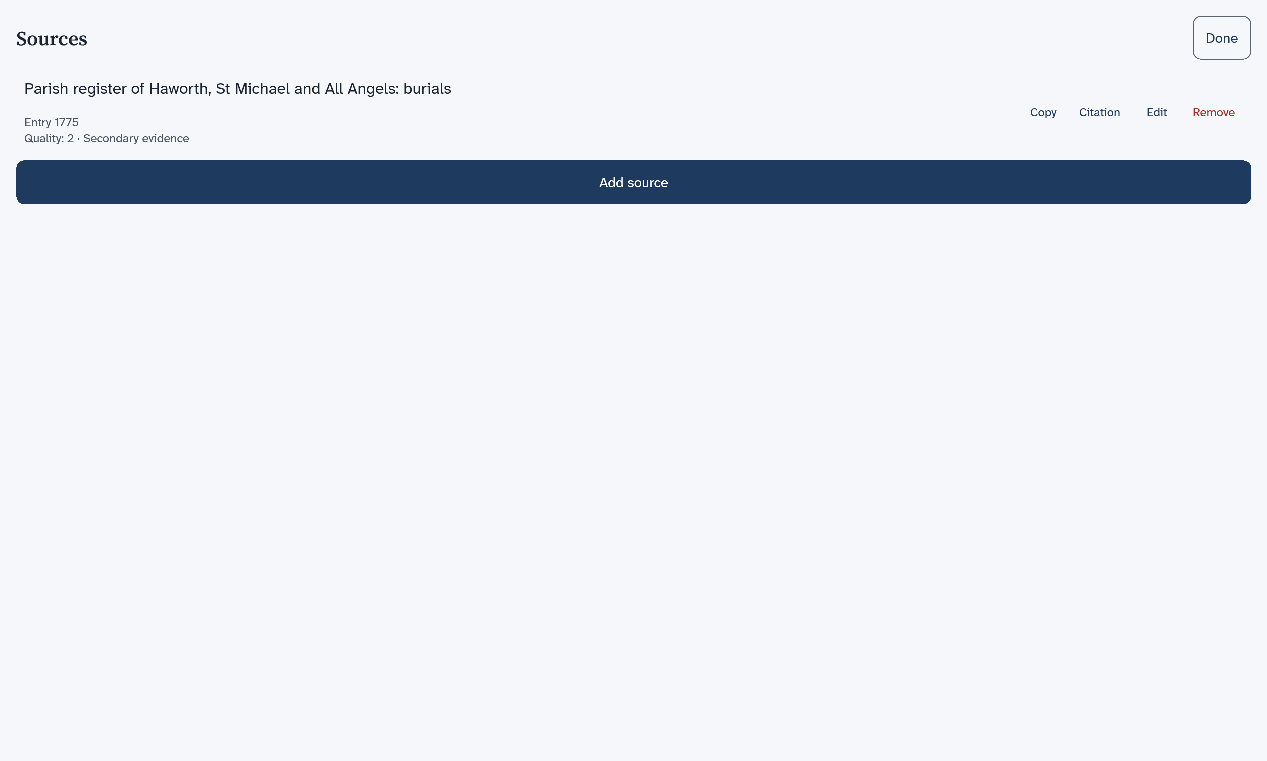 Sources
Done
Parish register of Haworth, St Michael and All Angels: burials
Entry 1775
Quality: 2 · Secondary evidence
Copy Citation Edit Remove
Add source